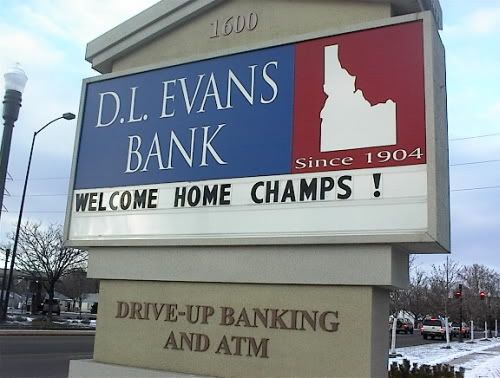 1600
D.L. EVANS
BANK
Since 1904
WELCOME HOME CHAMPS !
DRIVE-UP BANKING
AND ATM